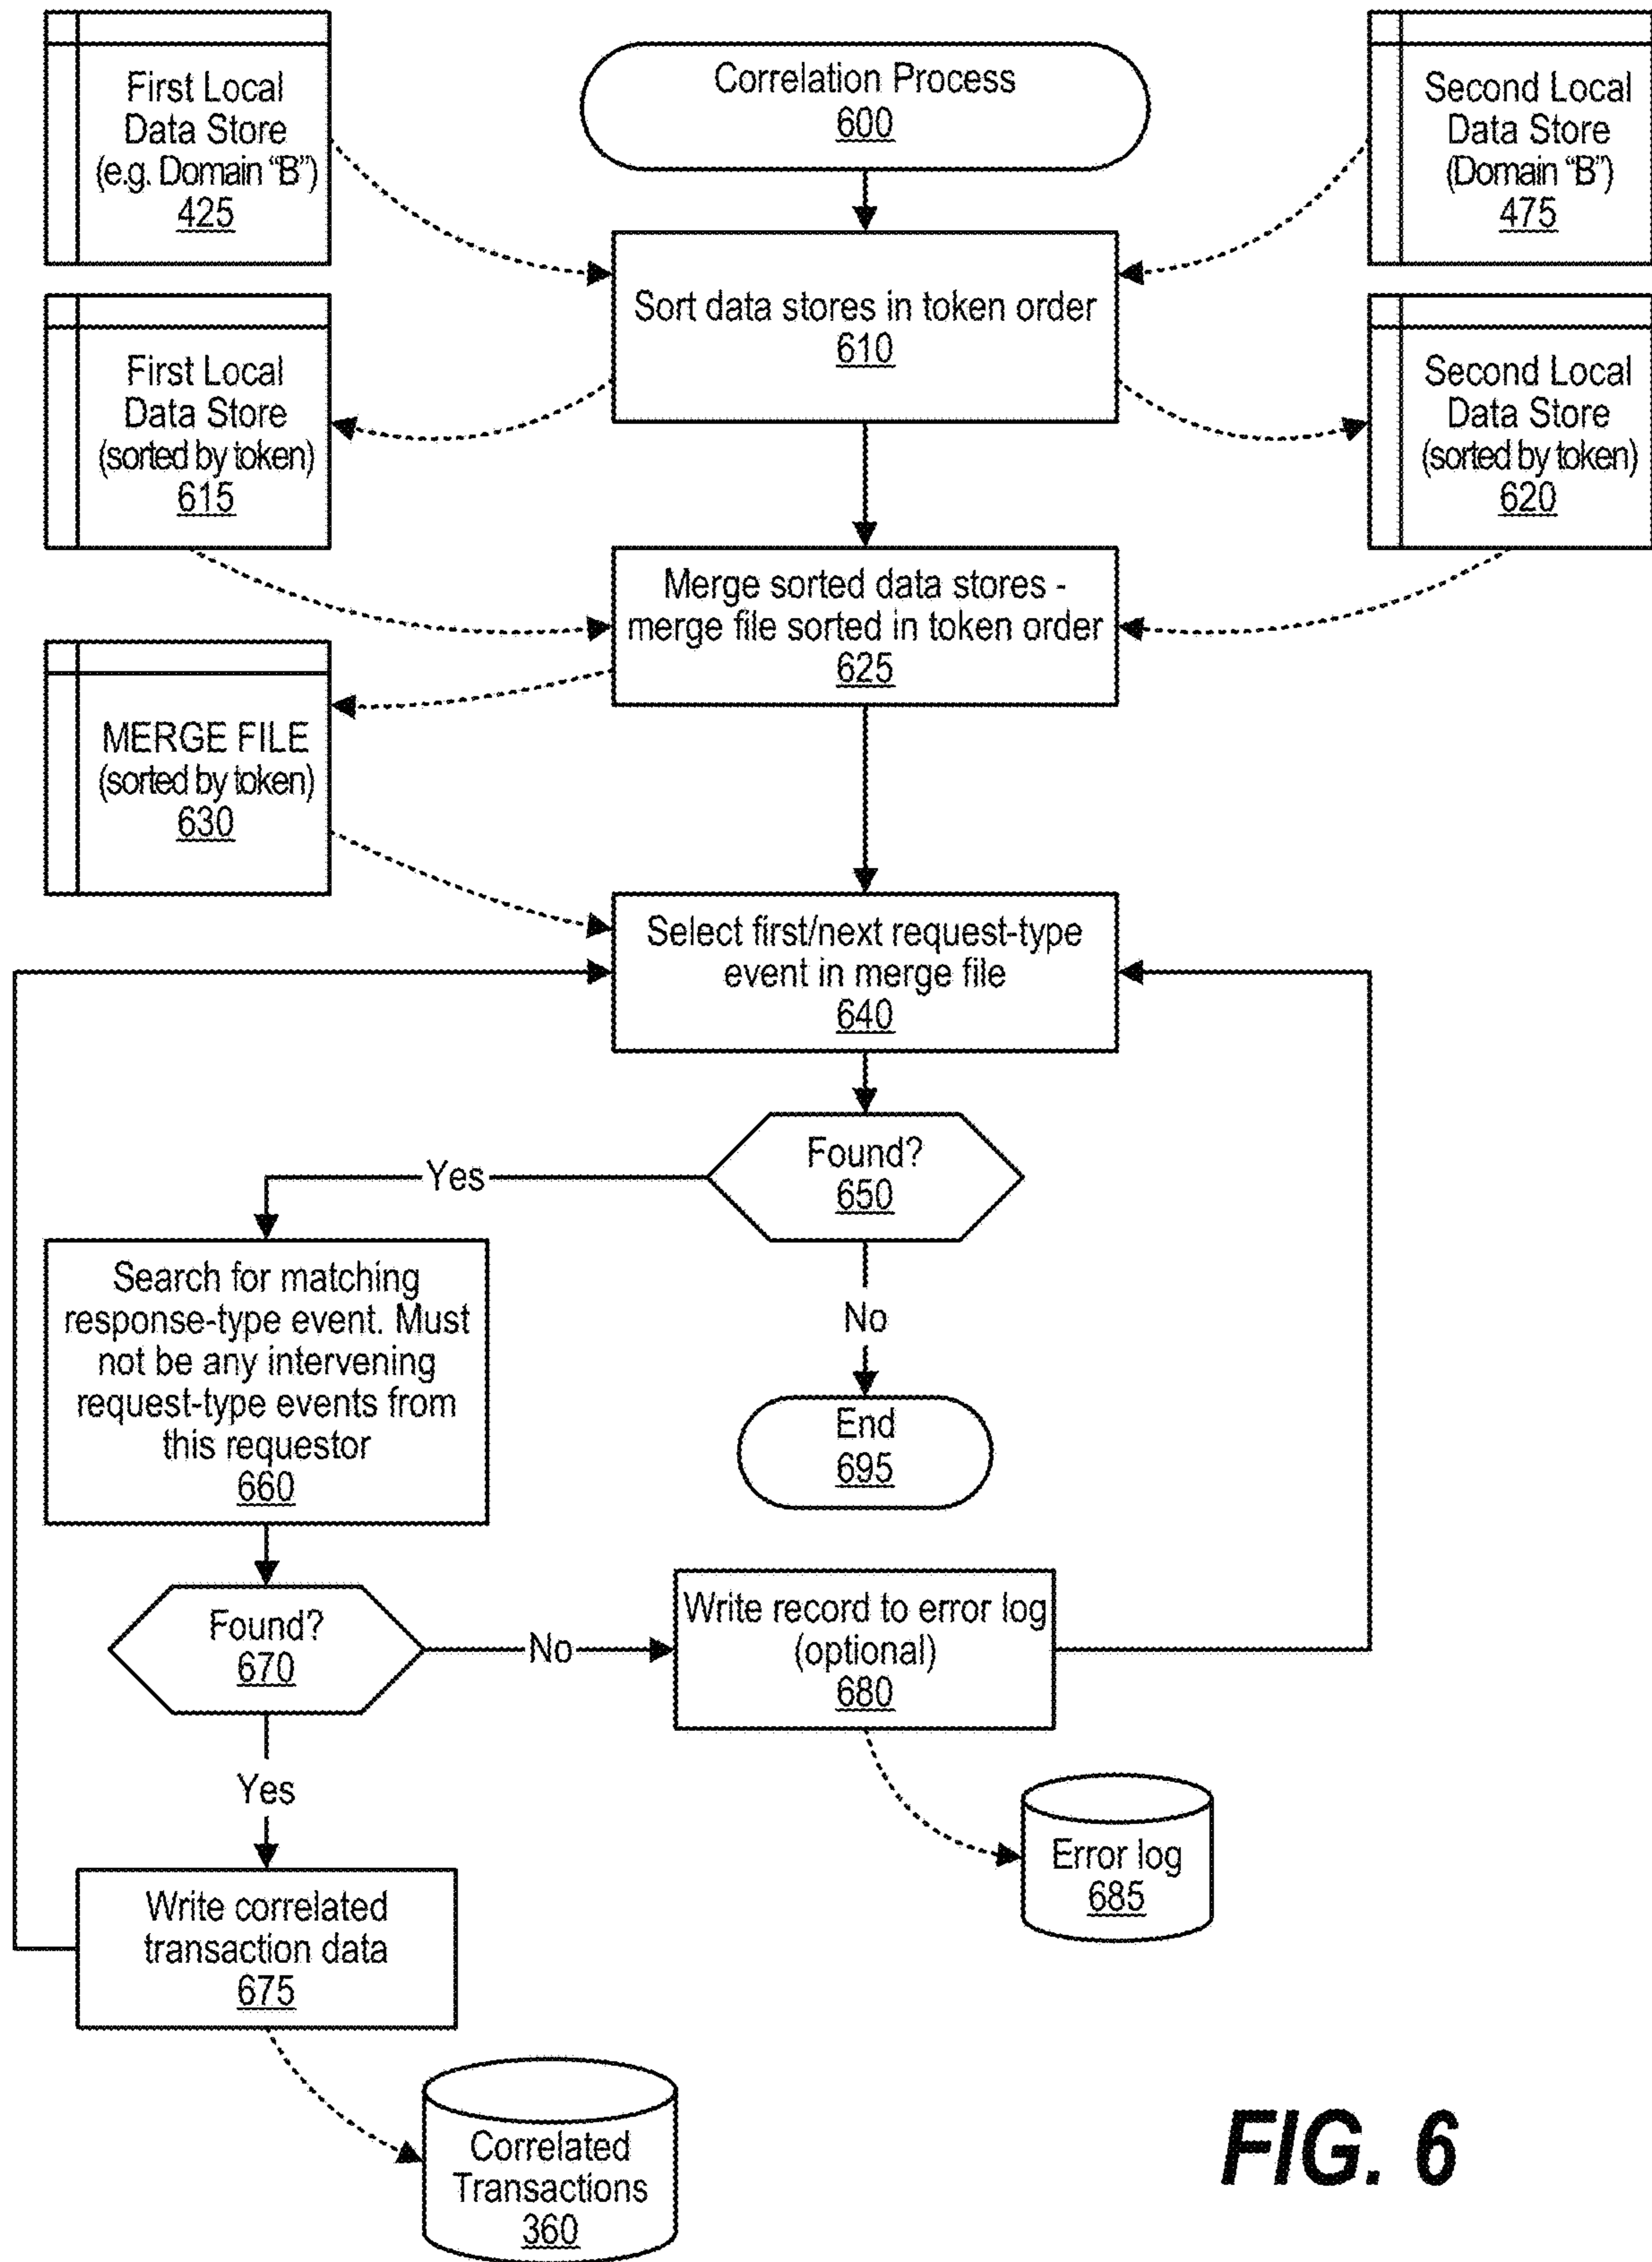 First Local
Data Store
(e.g. Domain “B”)
425
Correlation Process
600
Second Local
Data Store
(Domain “B”)
475
Sort data stores in token order
610
First Local
Data Store
(sorted by token)
615
Second Local
Data Store
(sorted by token)
620
Merge sorted data stores -
merge file sorted in token order
625
MERGE FILE
(sorted by token)
630
Select first/next request-type
event in merge file
640
Found?
650
Yes
No
Search for matching
response-type event. Must
not be any intervening
request-type events from
this requestor
660
End
695
Found?
670
No
Write record to error log
(optional)
680
Yes
Error log
685
Write correlated
transaction data
675
Correlated
Transactions
360
FIG. 6